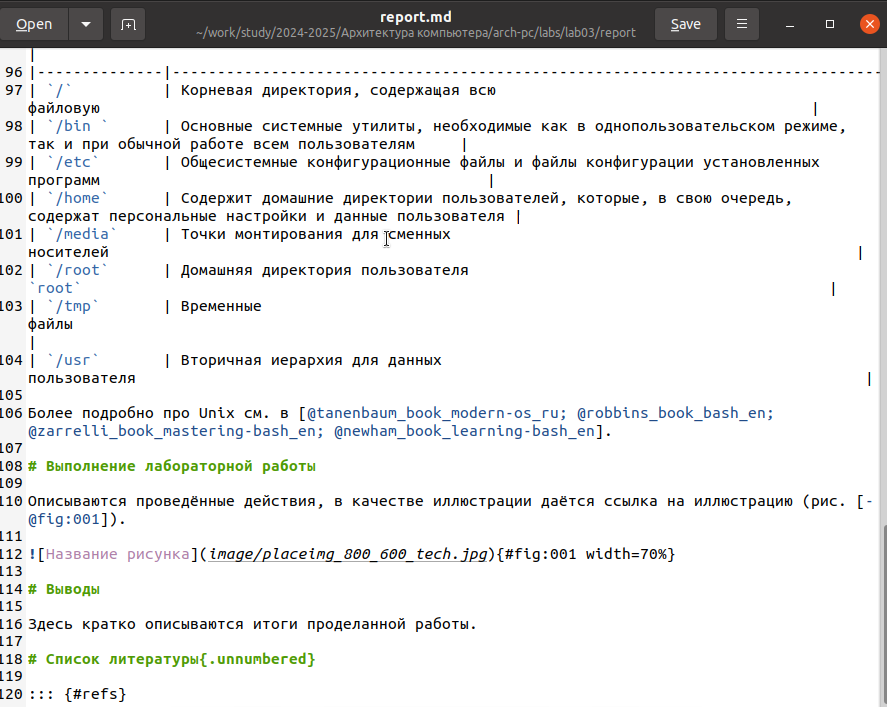 Open
report.md
~/work/study/2024-2025/Архитектура компьютера/arch-pc/labs/lab03/report
Save
|
96 |--------------|-------------------------------------------------------------------------------
97 | `/`          | Корневая директория, содержащая всю
файловую |
98 | `/bin `      | Основные системные утилиты, необходимые как в однопользовательском режиме,
так и при обычной работе всем пользователям |
99 | `/etc`       | Общесистемные конфигурационные файлы и файлы конфигурации установленных
программ |
100 | `/home`      | Содержит домашние директории пользователей, которые, в свою очередь,
содержат персональные настройки и данные пользователя |
101 | `/media`     | Точки монтирования для сменных
носителей |
102 | `/root`      | Домашняя директория пользователя
`root` |
103 | `/tmp`       | Временные
файлы
|
104 | `/usr`       | Вторичная иерархия для данных
пользователя |
105
106 Более подробно про Unix см. в [@tanenbaum_book_modern-os_ru; @robbins_book_bash_en;
@zarrelli_book_mastering-bash_en; @newham_book_learning-bash_en].
107
108 # Выполнение лабораторной работы
109
110 Описываются проведённые действия, в качестве иллюстрации даётся ссылка на иллюстрацию (рис. [-
@fig:001]).
111
112 ![Название рисунка](image/placeimg_800_600_tech.jpg){#fig:001 width=70%}
113
114 # Выводы
115
116 Здесь кратко описываются итоги проделанной работы.
117
118 # Список литературы{.unnumbered}
119
120 ::: {#refs}